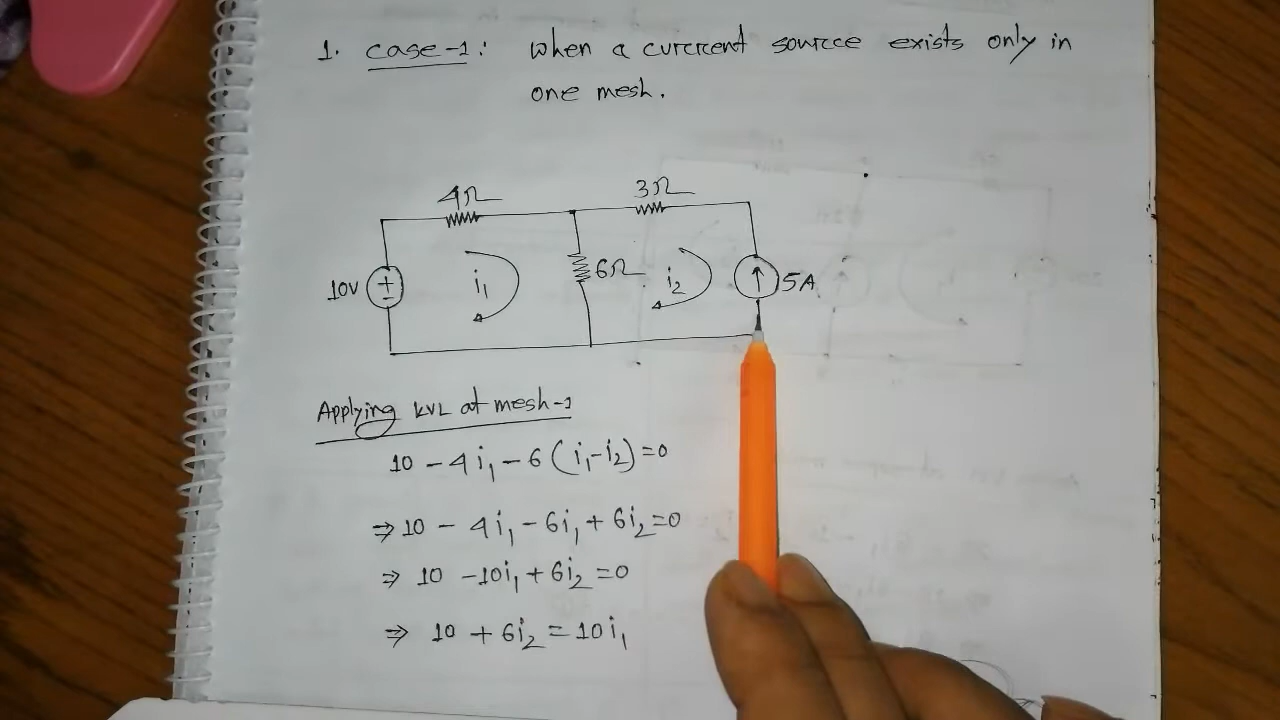 1. case-1: When a current source exists only in
one mesh.
4Ω
3Ω
10V
+
-
i₁
6Ω
i₂
5A
Applying KVL at mesh-1
10 - 4i₁ - 6(i₁-i₂)=0
⇒ 10 - 4i₁ - 6i₁ + 6i₂ =0
⇒ 10 -10i₁ + 6i₂ =0
⇒ 10 + 6i₂ = 10i₁